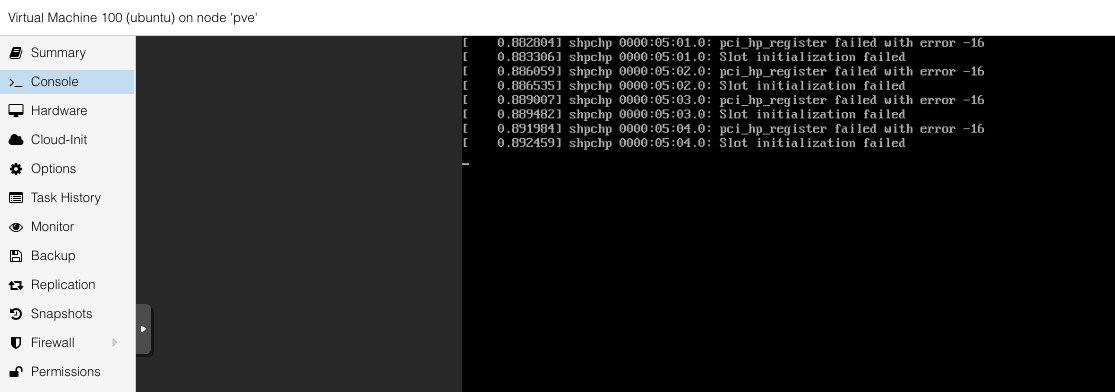 Virtual Machine 100 (ubuntu) on node 'pve'
Summary
Console
Hardware
Cloud-Init
Options
Task History
Monitor
Backup
Replication
Snapshots
Firewall
Permissions
[    0.882804] shpchp 0000:05:01.0: pci_hp_register failed with error -16
[    0.883306] shpchp 0000:05:01.0: Slot initialization failed
[    0.886059] shpchp 0000:05:02.0: pci_hp_register failed with error -16
[    0.886535] shpchp 0000:05:02.0: Slot initialization failed
[    0.889007] shpchp 0000:05:03.0: pci_hp_register failed with error -16
[    0.889482] shpchp 0000:05:03.0: Slot initialization failed
[    0.891984] shpchp 0000:05:04.0: pci_hp_register failed with error -16
[    0.892459] shpchp 0000:05:04.0: Slot initialization failed